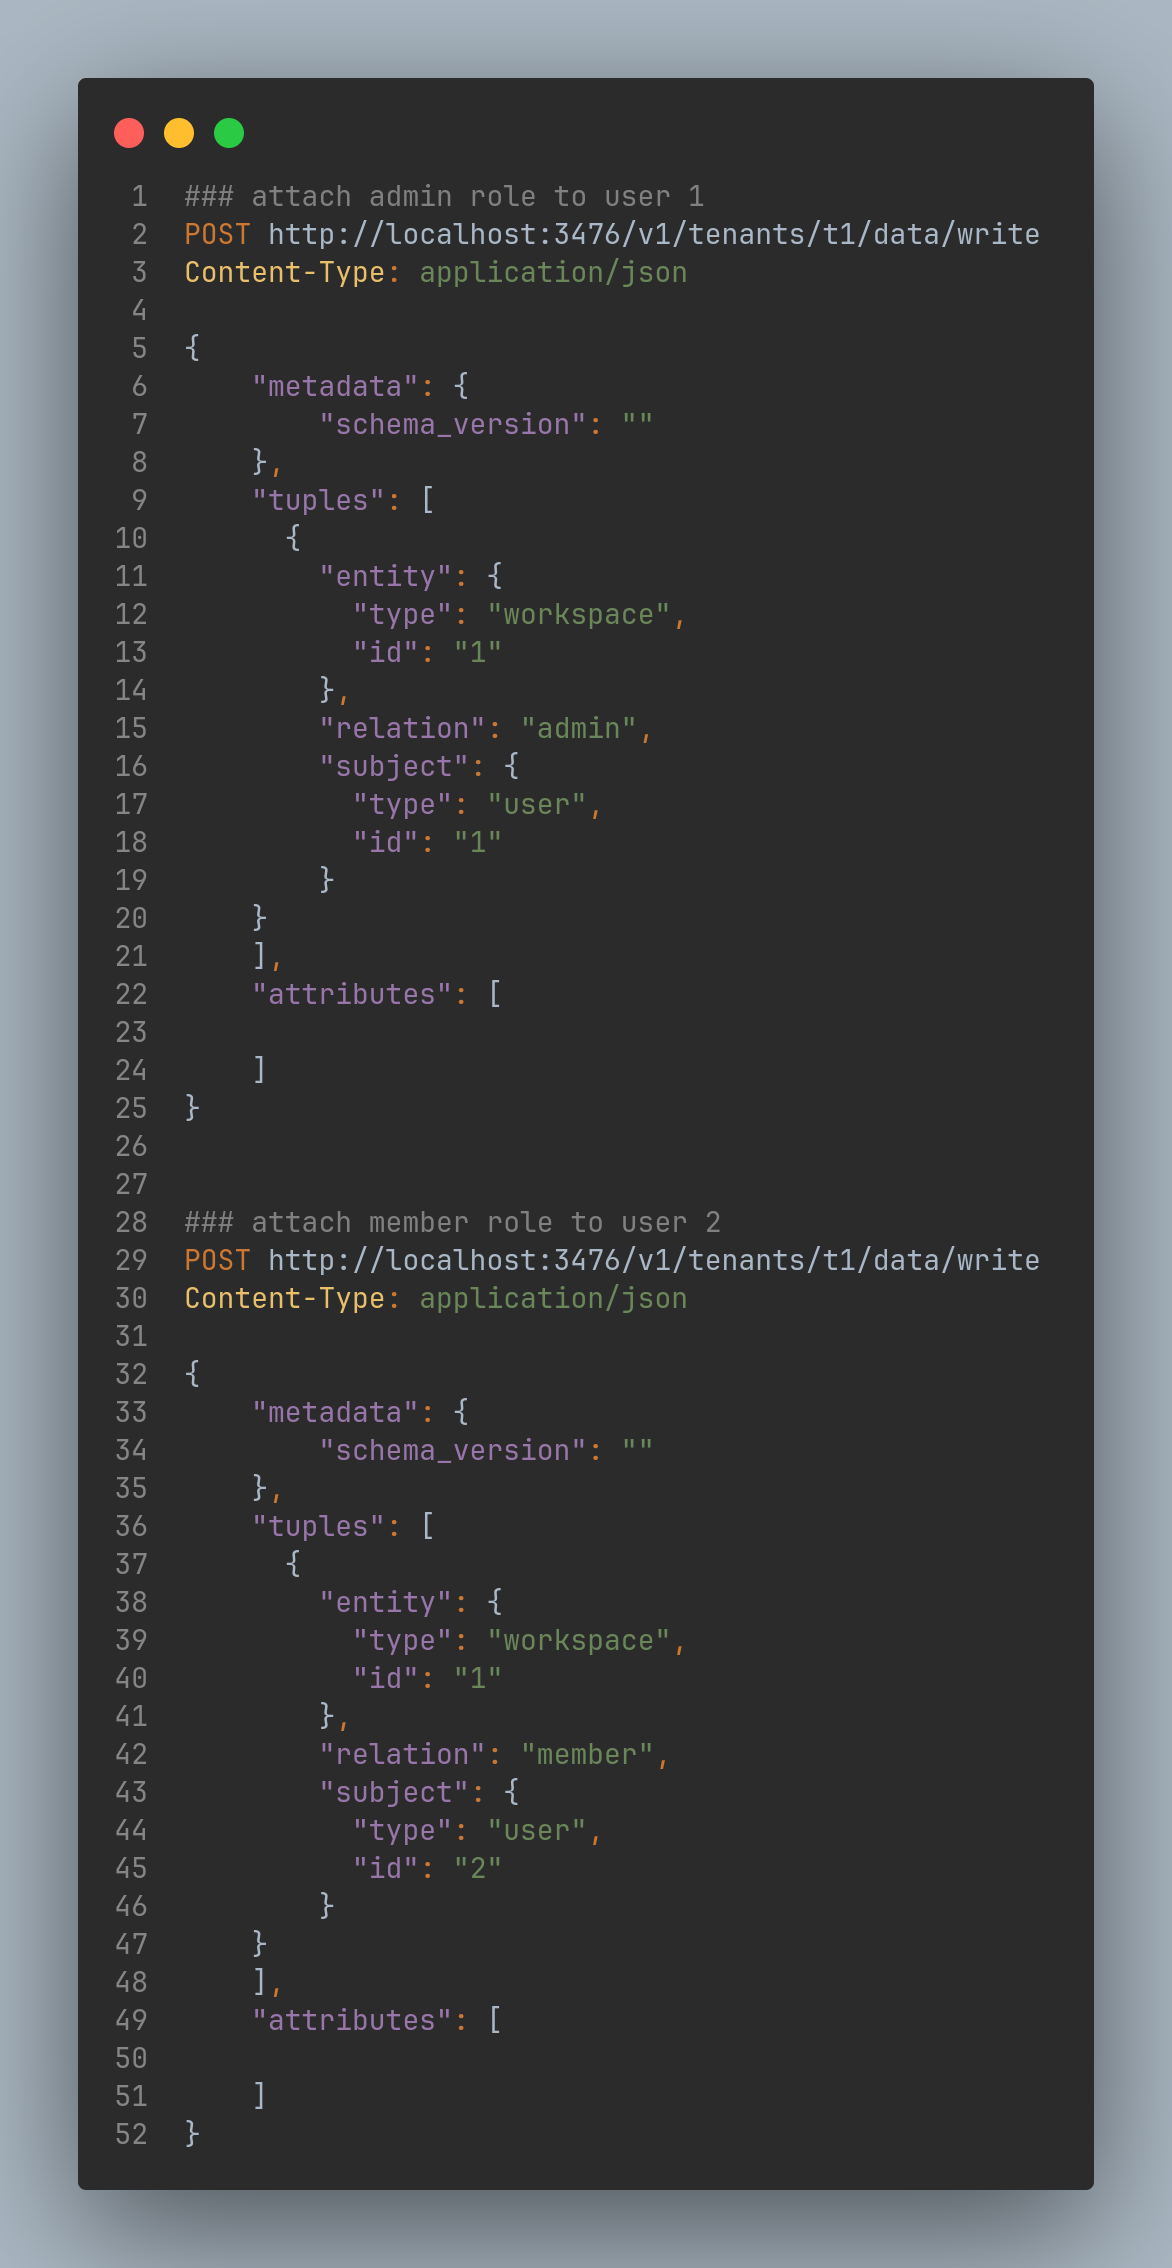 1 ### attach admin role to user 1
2 POST http://localhost:3476/v1/tenants/t1/data/write
3 Content-Type: application/json
4
5 {
6     "metadata": {
7         "schema_version": ""
8     },
9     "tuples": [
10       {
11         "entity": {
12           "type": "workspace",
13           "id": "1"
14         },
15         "relation": "admin",
16         "subject": {
17           "type": "user",
18           "id": "1"
19         }
20     }
21     ],
22     "attributes": [
23
24     ]
25 }
26
27
28 ### attach member role to user 2
29 POST http://localhost:3476/v1/tenants/t1/data/write
30 Content-Type: application/json
31
32 {
33     "metadata": {
34         "schema_version": ""
35     },
36     "tuples": [
37       {
38         "entity": {
39           "type": "workspace",
40           "id": "1"
41         },
42         "relation": "member",
43         "subject": {
44           "type": "user",
45           "id": "2"
46         }
47     }
48     ],
49     "attributes": [
50
51     ]
52 }